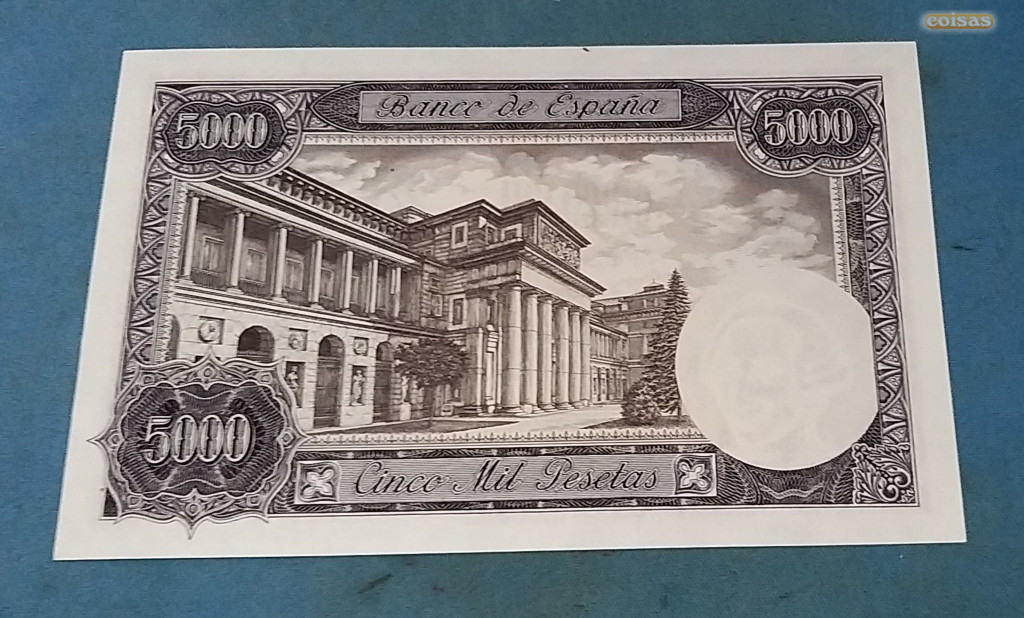 coisas
Banco de España
5000
5000
5000
Cinco Mil Pesetas